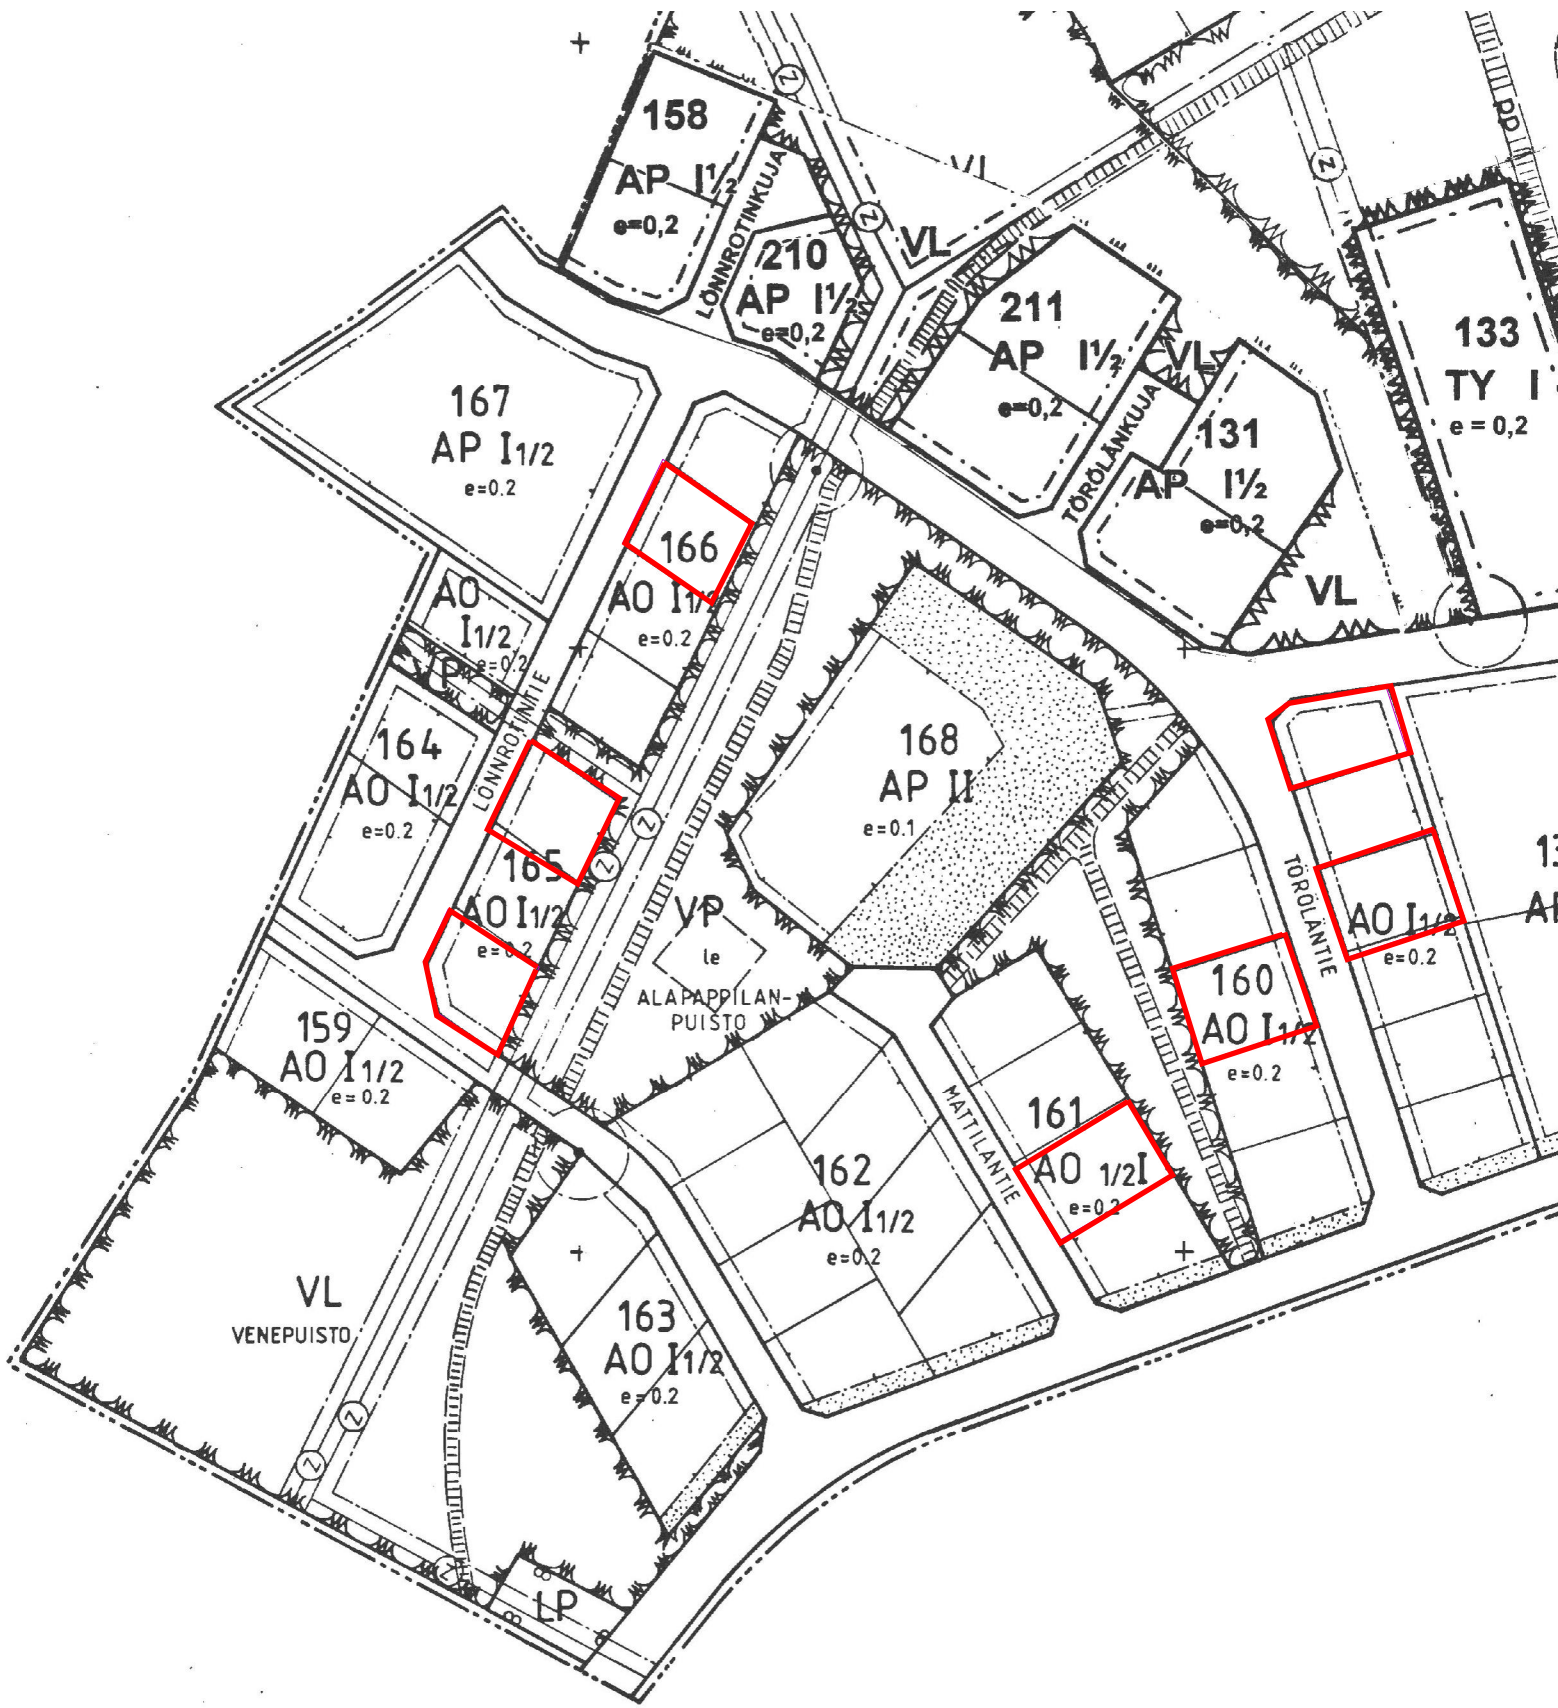 158
AP I½
e=0,2
LÖNNROTINKUJA
Z
Z
VL
210
AP I½
e=0,2
VL
211
AP I½
e=0,2
VL
TÖRÖLÄNKUJA
131
AP I½
e=0,2
VL
Z
PP
133
TY I
e = 0,2
167
AP I1/2
e=0.2
166
AO I1/2
e=0.2
AO
I1/2
e=0.2
VP
LÖNNROTINTIE
164
AO I1/2
e=0.2
165
AO I1/2
e=0.2
Z
Z
168
AP II
e=0.1
VP
le
ALAPAPPILAN-
PUISTO
159
AO I1/2
e=0.2
TÖRÖLÄNTIE
AO I1/2
e=0.2
160
AO I1/2
e=0.2
161
AO 1/2I
e=0.2
MATTILANTIE
162
AO I1/2
e=0.2
163
AO I1/2
e=0.2
VL
VENEPUISTO
Z
Z
Z
LP